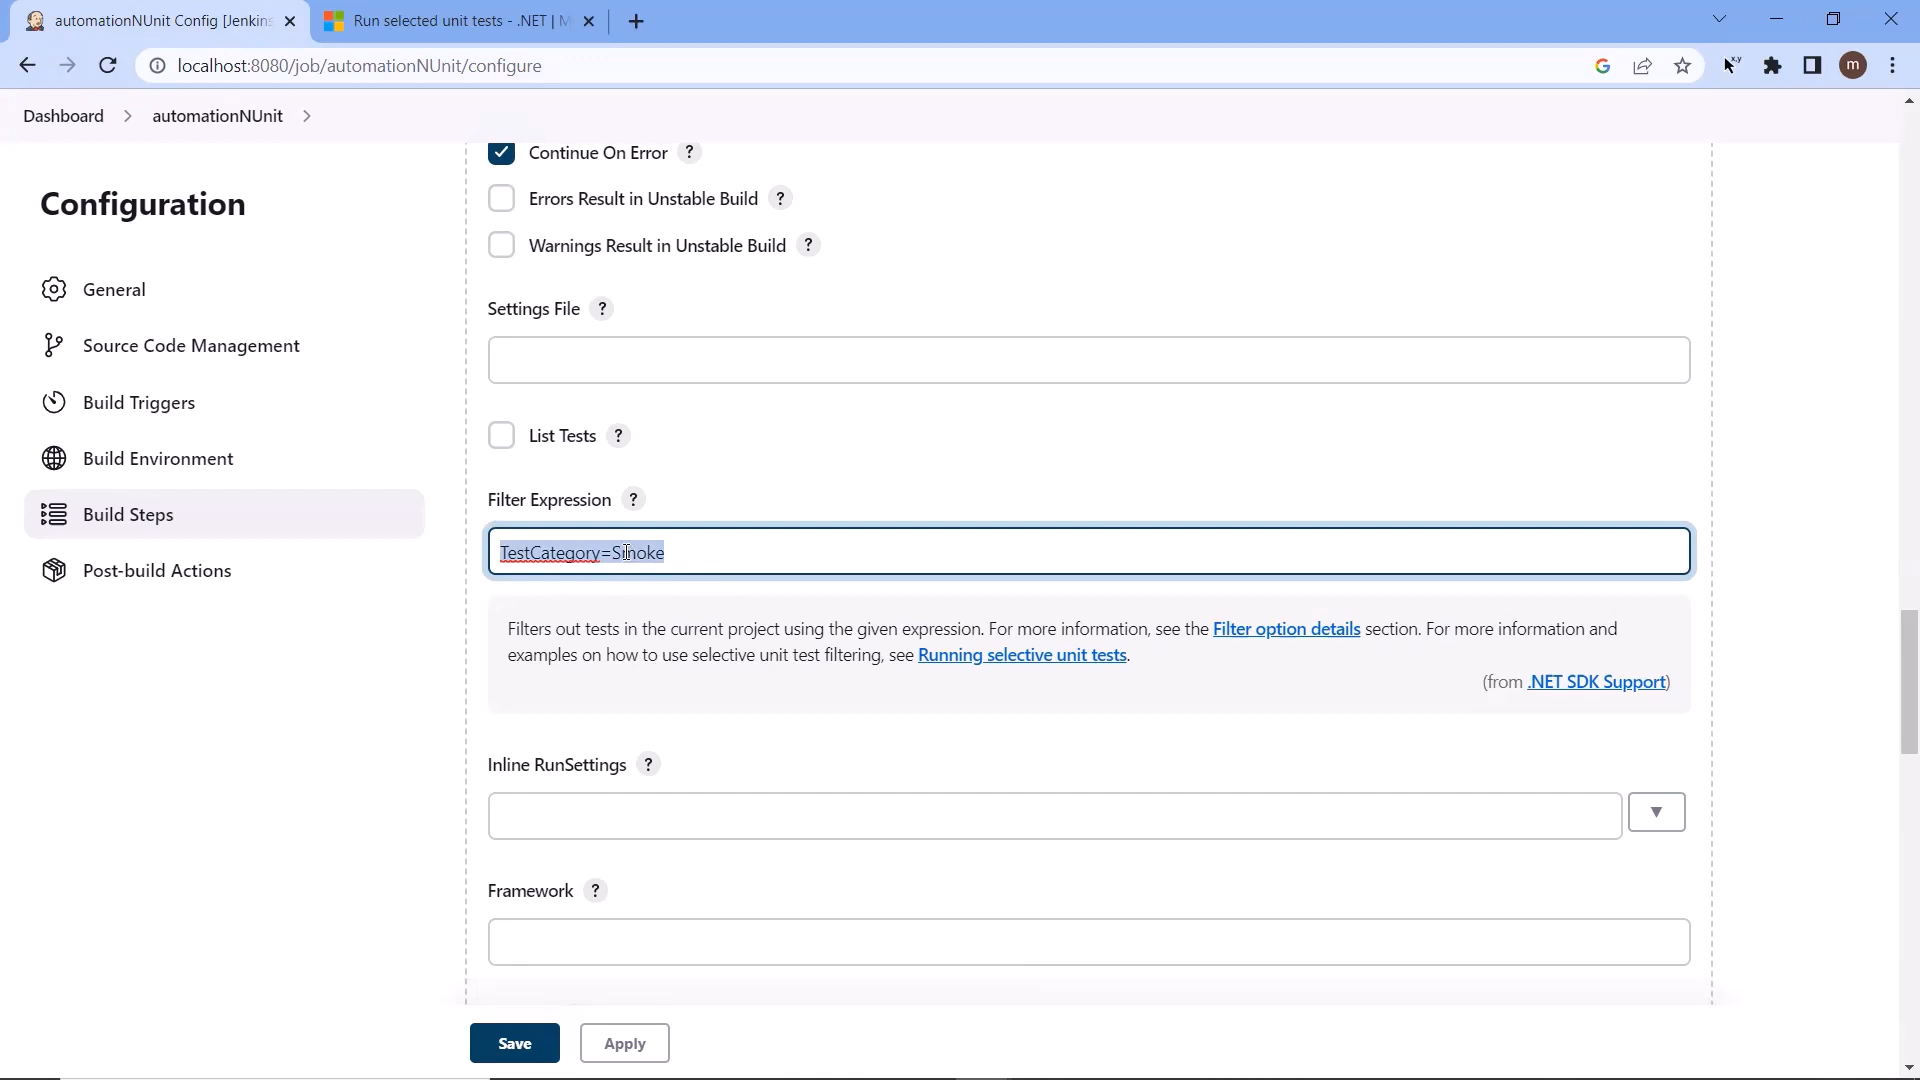 automationNUnit Config [Jenkins
Run selected unit tests - .NET | M
localhost:8080/job/automationNUnit/configure
m
Dashboard
automationNUnit
Configuration
General
Source Code Management
Build Triggers
Build Environment
Build Steps
Post-build Actions
Continue On Error ?
Errors Result in Unstable Build ?
Warnings Result in Unstable Build ?
Settings File ?
List Tests ?
Filter Expression ?
TestCategory=Smoke
Filters out tests in the current project using the given expression. For more information, see the Filter option details section. For more information and
examples on how to use selective unit test filtering, see Running selective unit tests.
(from .NET SDK Support)
Inline RunSettings ?
Framework ?
Save
Apply